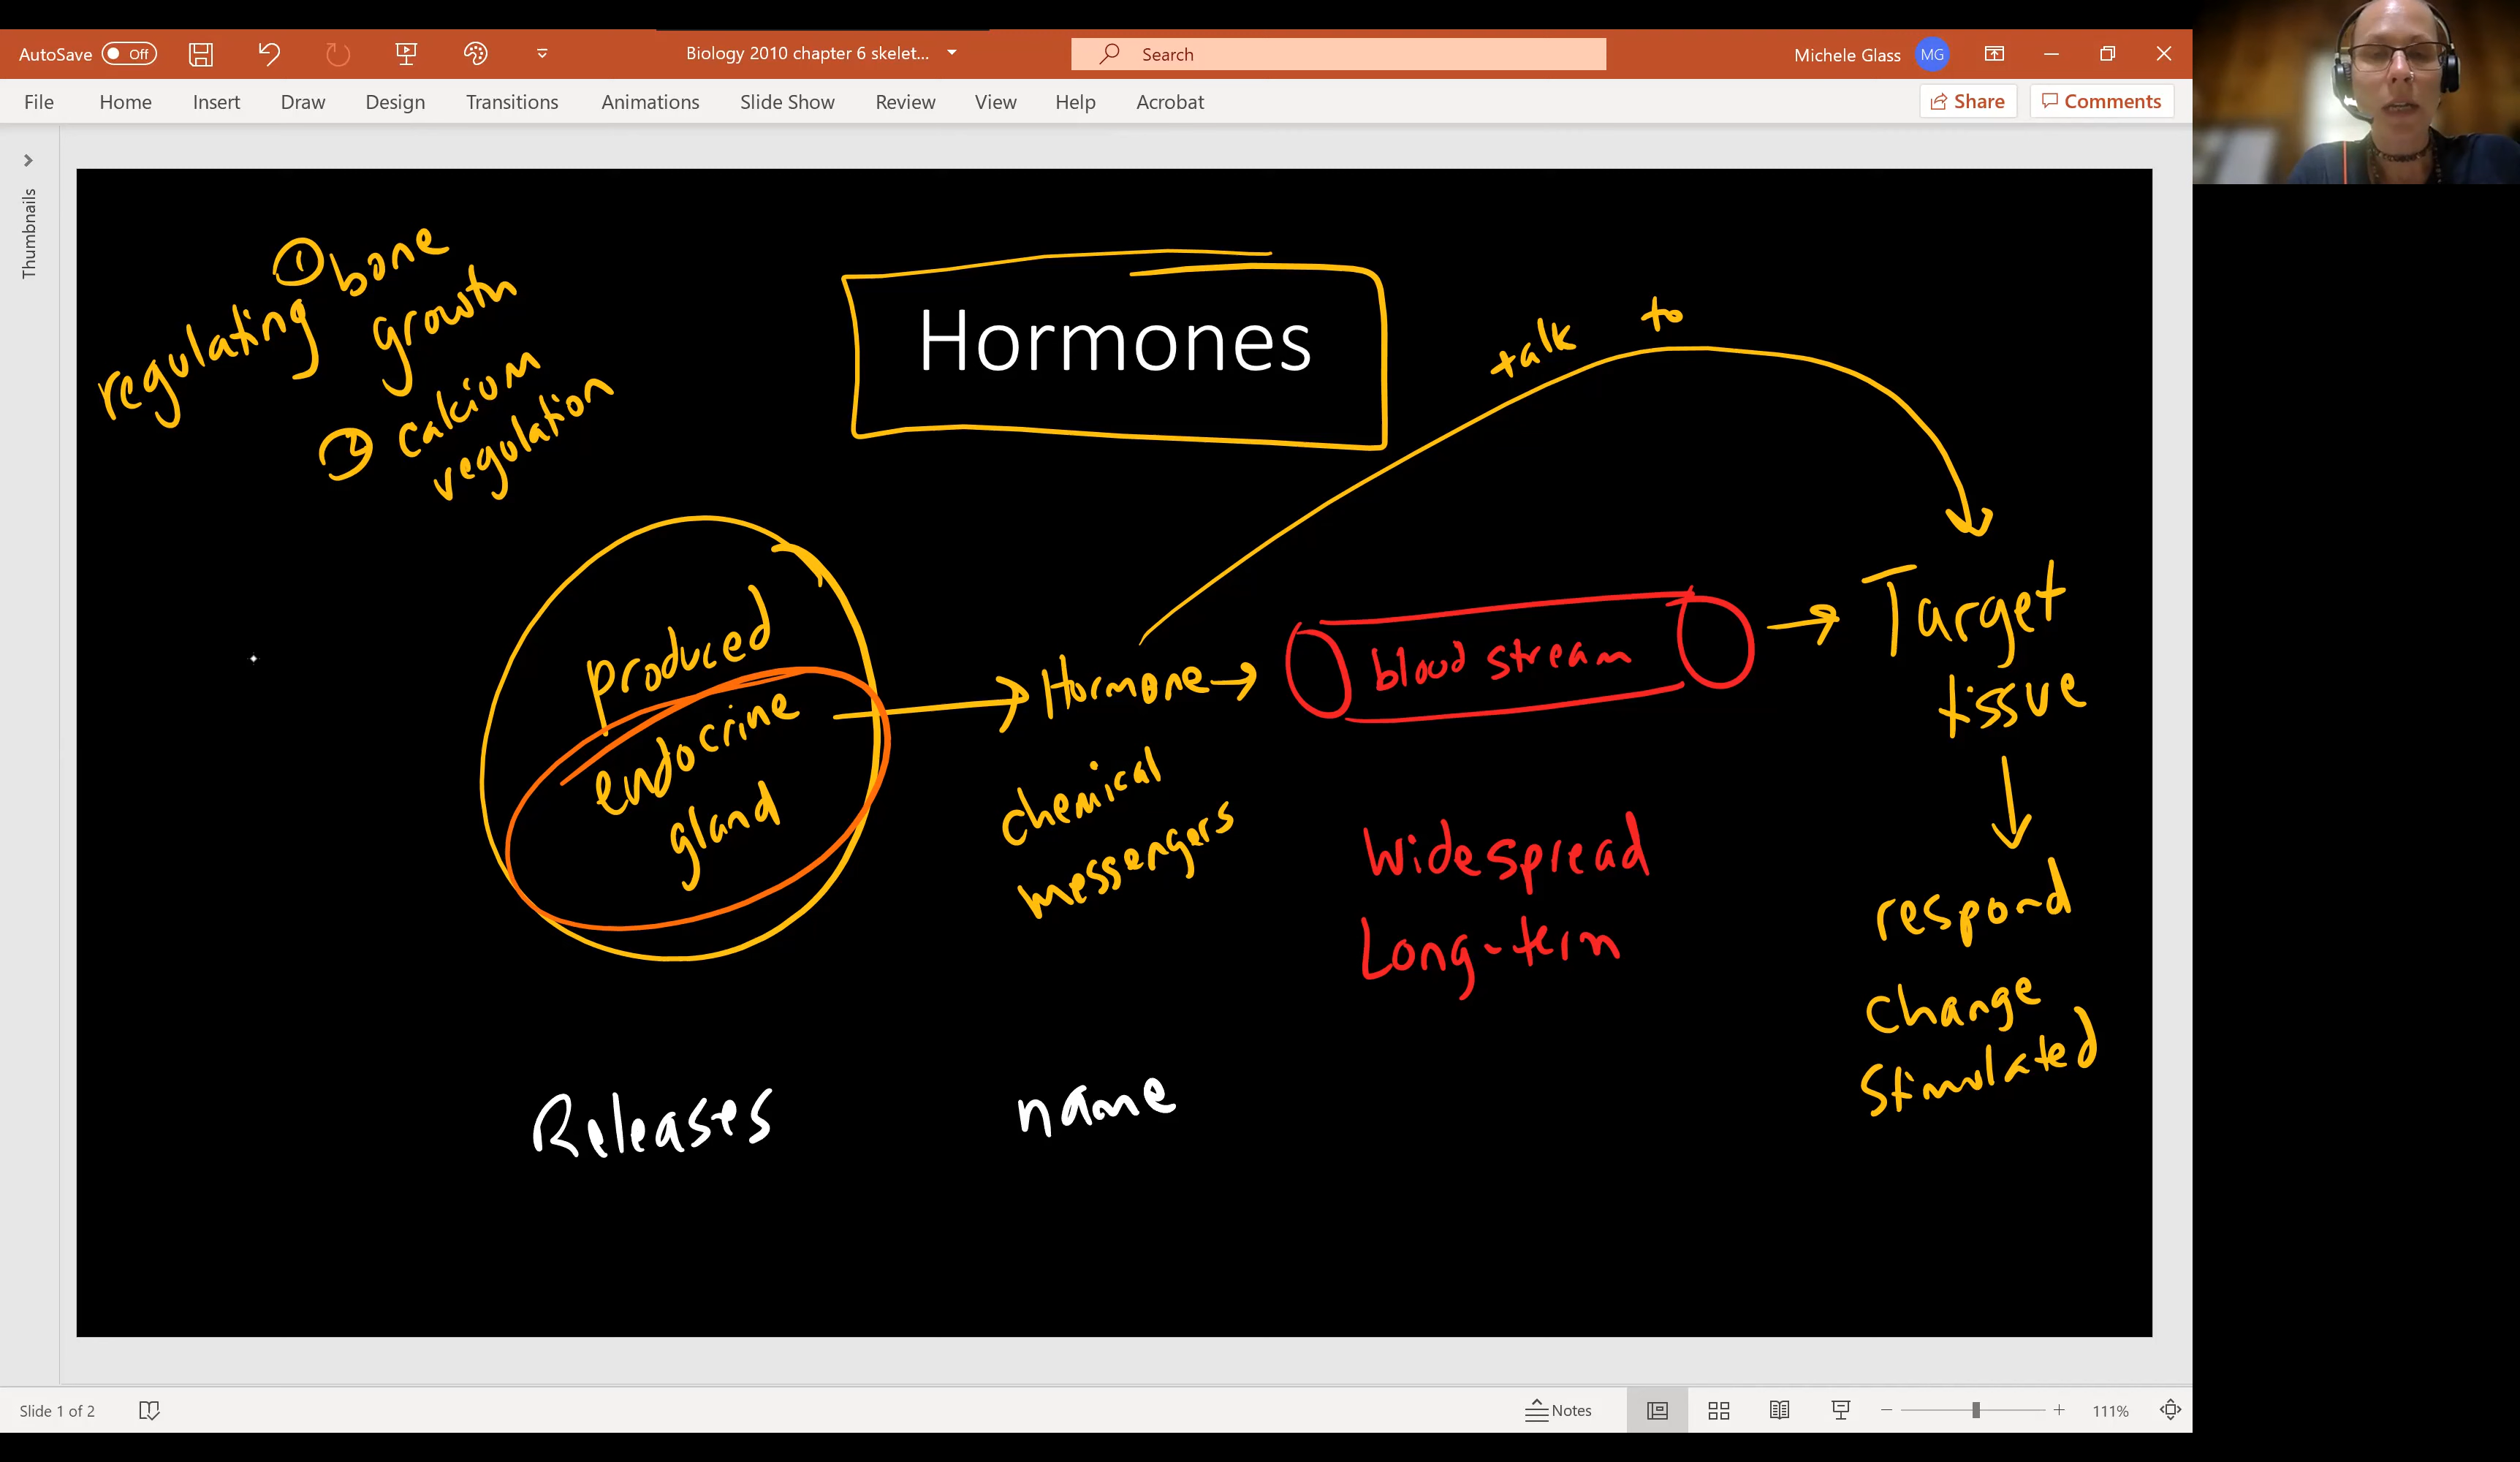 AutoSave Off
Biology 2010 chapter 6 skelet...
Search
Michele Glass MG
File Home Insert Draw Design Transitions Animations Slide Show Review View Help Acrobat
Share Comments
Thumbnails
Hormones
regulating
1 bone
growth
2 calcium
regulation
talk to
produced
endocrine
gland
Hormone
chemical
messengers
blood stream
Widespread
Long-term
Target
tissue
respond
change
stimulated
Releases
name
Slide 1 of 2
Notes
111%